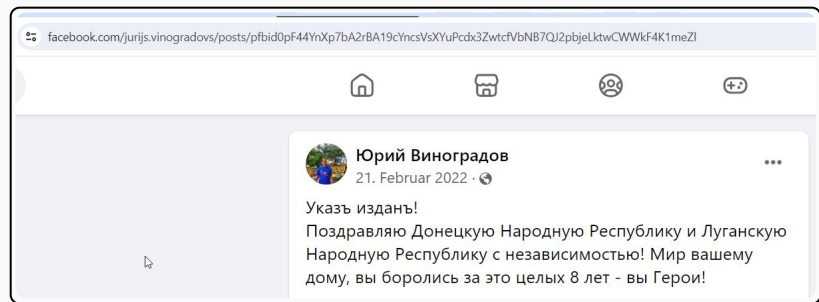 facebook.com/jurijs.vinogradovs/posts/pfbid0pF44YnXp7bA2rBA19cYncsVsXYuPcdx3ZwtcfVbNB7QJ2pbjeLktwCWWkF4K1meZl
Юрий Виноградов
21. Februar 2022 ·
Указъ изданъ!
Поздравляю Донецкую Народную Республику и Луганскую
Народную Республику с независимостью! Мир вашему
дому, вы боролись за это целых 8 лет - вы Герои!